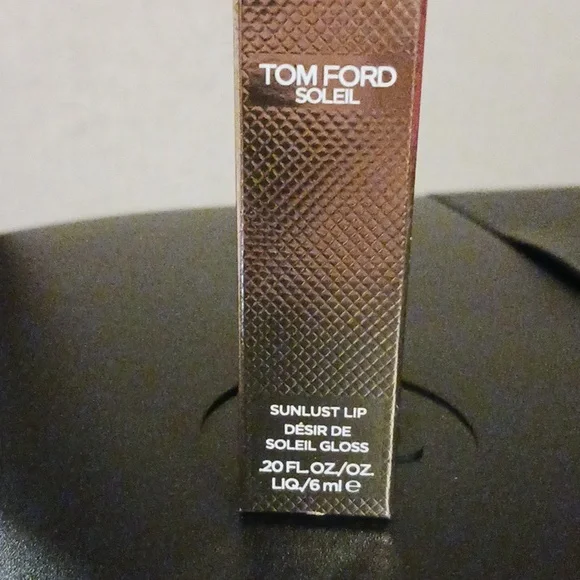 TOM FORD
SOLEIL
SUNLUST LIP
DÉSIR DE
SOLEIL GLOSS
.20 FL.OZ./OZ.
LIQ./6 ml ℮